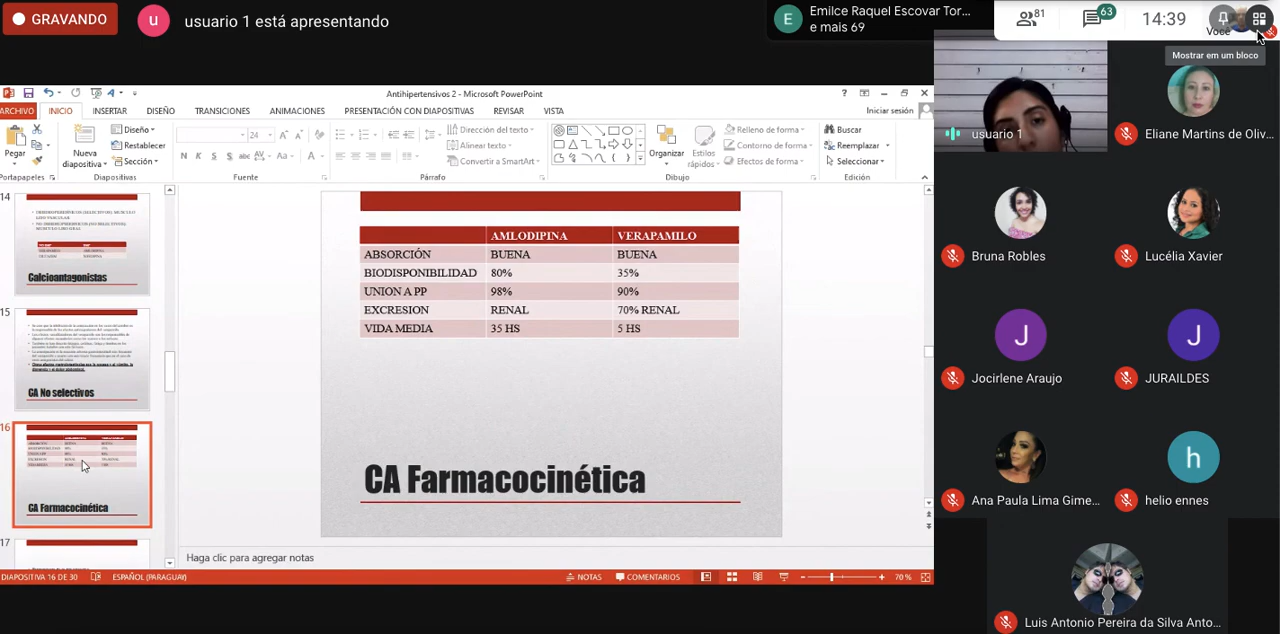 GRAVANDO
u
usuario 1 está apresentando
E
Emilce Raquel Escovar Tor...
e mais 69
81
63
14:39
Você
Mostrar em um bloco
Antihipertensivos 2 - Microsoft PowerPoint
ARCHIVO INICIO INSERTAR DISEÑO TRANSICIONES ANIMACIONES PRESENTACIÓN CON DIAPOSITIVAS REVISAR VISTA
Iniciar sesión
Pegar
Nueva diapositiva
Diseño
Restablecer
Sección
24
N K S S abc AV Aa A
Dirección del texto
Alinear texto
Convertir a SmartArt
Organizar
Estilos rápidos
Relleno de forma
Contorno de forma
Efectos de forma
Buscar
Reemplazar
Seleccionar
Portapapeles
Diapositivas
Fuente
Párrafo
Dibujo
Edición
14
Calcioantagonistas
15
CA No selectivos
16
CA Farmacocinética
17
AMLODIPINA VERAPAMILO
ABSORCIÓN BUENA BUENA
BIODISPONIBILIDAD 80% 35%
UNION A PP 98% 90%
EXCRESION RENAL 70% RENAL
VIDA MEDIA 35 HS 5 HS
CA Farmacocinética
Haga clic para agregar notas
DIAPOSITIVA 16 DE 30 ESPAÑOL (PARAGUAY)
NOTAS COMENTARIOS 70 %
usuario 1
Eliane Martins de Oliv...
Bruna Robles
Lucélia Xavier
J
Jocirlene Araujo
J
JURAILDES
Ana Paula Lima Gime...
h
helio ennes
Luis Antonio Pereira da Silva Anto...